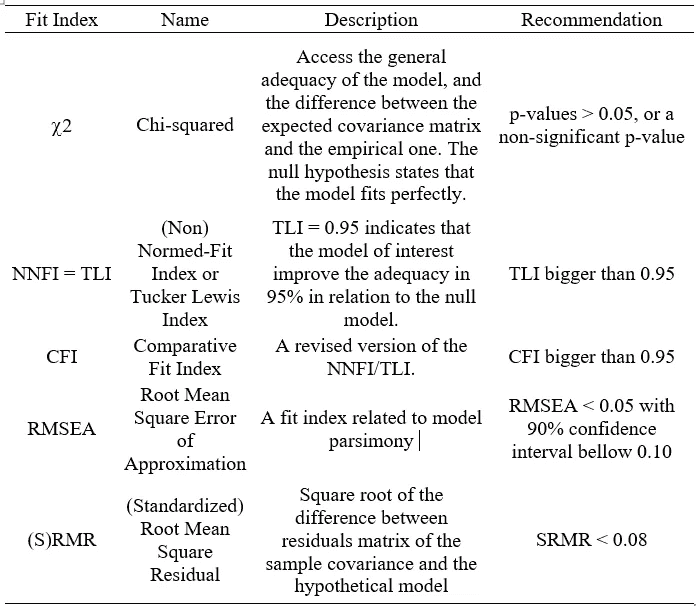 Fit Index Name Description Recommendation
Access the general
adequacy of the model, and
the difference between the
expected covariance matrix
and the empirical one. The
null hypothesis states that
the model fits perfectly.
χ2
Chi-squared
p-values > 0.05, or a
non-significant p-value
NNFI = TLI
(Non)
Normed-Fit
Index or
Tucker Lewis
Index
TLI = 0.95 indicates that
the model of interest
improve the adequacy in
95% in relation to the null
model.
TLI bigger than 0.95
CFI
Comparative
Fit Index
A revised version of the
NNFI/TLI.
CFI bigger than 0.95
RMSEA
Root Mean
Square Error
of
Approximation
A fit index related to model
parsimony
RMSEA < 0.05 with
90% confidence
interval bellow 0.10
(S)RMR
(Standardized)
Root Mean
Square
Residual
Square root of the
difference between
residuals matrix of the
sample covariance and the
hypothetical model
SRMR < 0.08